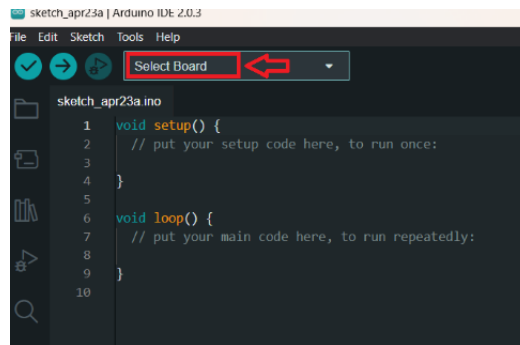 sketch_apr23a | Arduino IDE 2.0.3
File Edit Sketch Tools Help
Select Board
sketch_apr23a.ino
1 void setup() {
2 // put your setup code here, to run once:
3
4 }
5
6 void loop() {
7 // put your main code here, to run repeatedly:
8
9 }
10